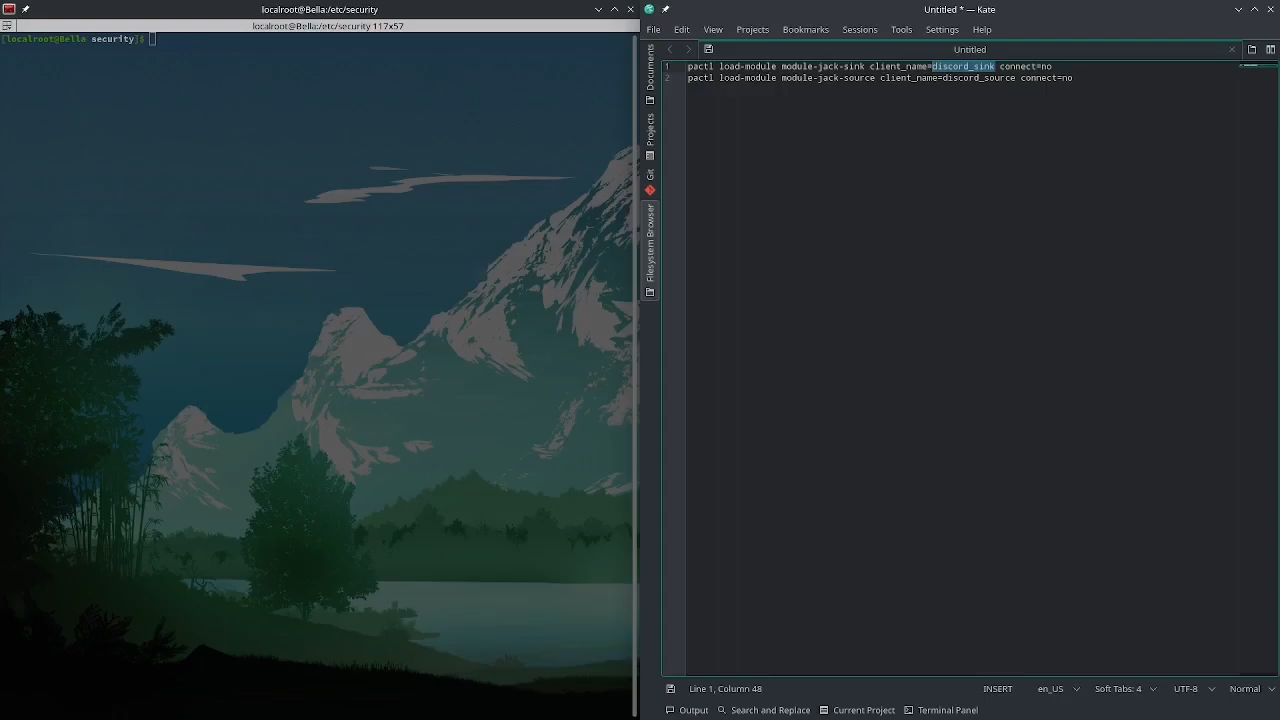 localroot@Bella:/etc/security
localroot@Bella:/etc/security 117x57
[localroot@Bella security]$
Untitled * — Kate
File Edit View Projects Bookmarks Sessions Tools Settings Help
Untitled
Documents
Projects
Git
Filesystem Browser
1 pactl load-module module-jack-sink client_name=discord_sink connect=no
2 pactl load-module module-jack-source client_name=discord_source connect=no
Line 1, Column 48 INSERT en_US Soft Tabs: 4 UTF-8 Normal
Output Search and Replace Current Project Terminal Panel